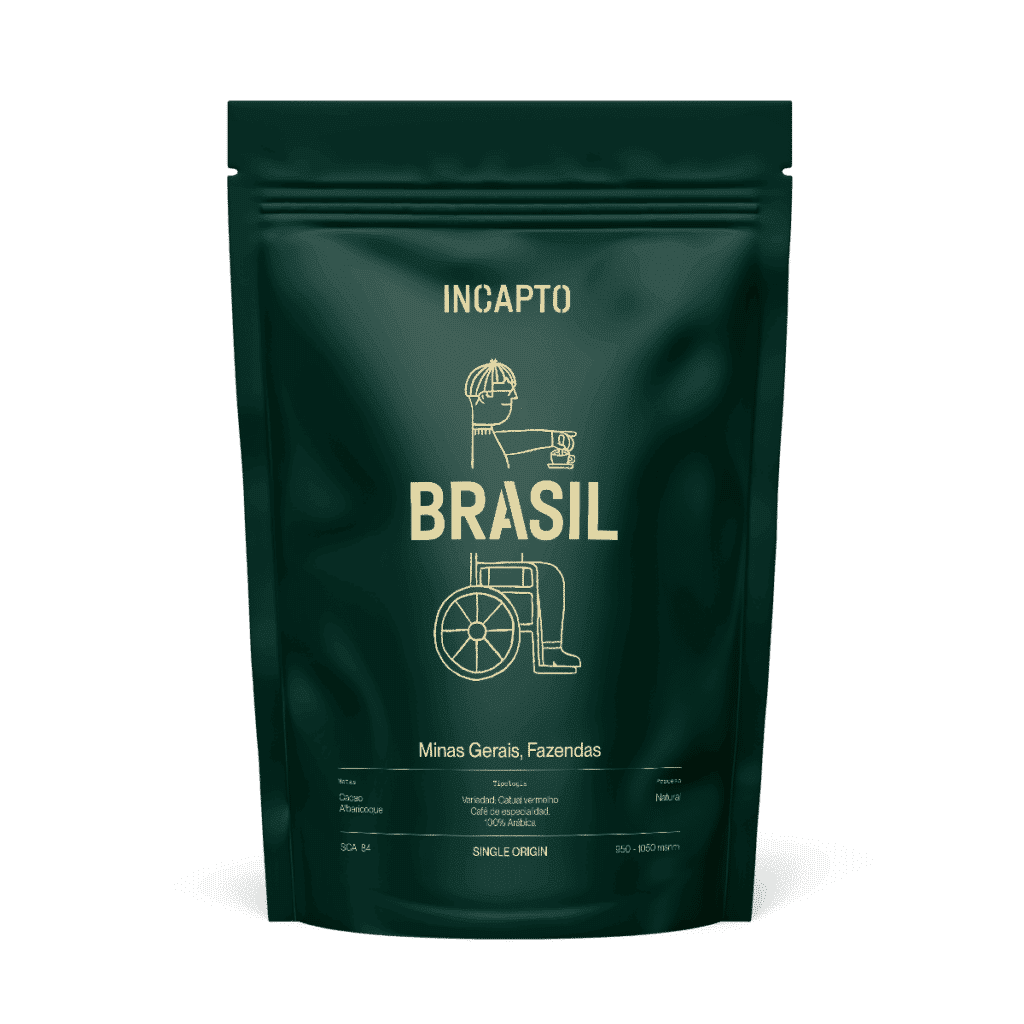 INCAPTO
BRASIL
Minas Gerais, Fazendas
Notas Tipología Proceso
Cacao
Albaricoque
Variedad: Catuaí vermelho
Café de especialidad.
100% Arábica
Natural
SCA 84 SINGLE ORIGIN 950 - 1050 msnm